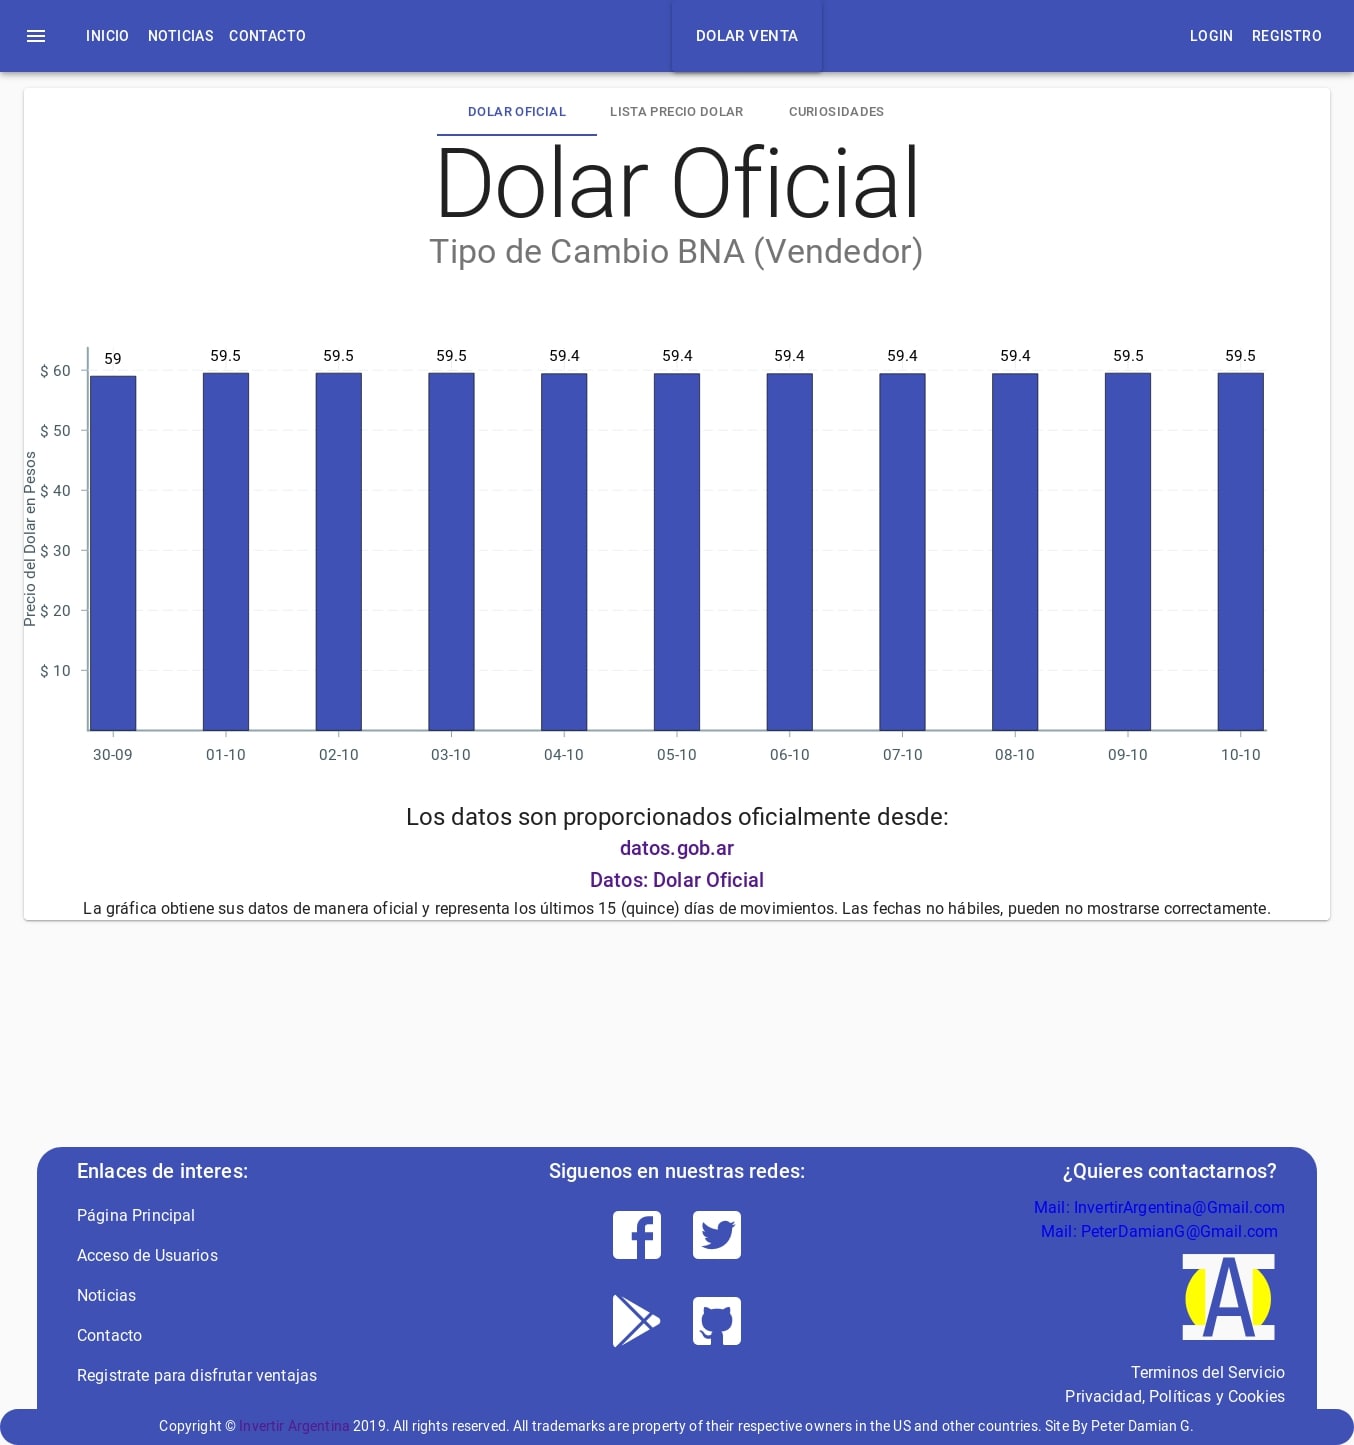 INICIO NOTICIAS CONTACTO DOLAR VENTA LOGIN REGISTRO
DOLAR OFICIAL LISTA PRECIO DOLAR CURIOSIDADES
Dolar Oficial
Tipo de Cambio BNA (Vendedor)
59 59.5 59.5 59.5 59.4 59.4 59.4 59.4 59.4 59.5 59.5
$ 60
$ 50
$ 40
$ 30
$ 20
$ 10
Precio del Dolar en Pesos
30-09 01-10 02-10 03-10 04-10 05-10 06-10 07-10 08-10 09-10 10-10
Los datos son proporcionados oficialmente desde:
datos.gob.ar
Datos: Dolar Oficial
La gráfica obtiene sus datos de manera oficial y representa los últimos 15 (quince) días de movimientos. Las fechas no hábiles, pueden no mostrarse correctamente.
Enlaces de interes:
Página Principal
Acceso de Usuarios
Noticias
Contacto
Registrate para disfrutar ventajas
Siguenos en nuestras redes:
¿Quieres contactarnos?
Mail: InvertirArgentina@Gmail.com
Mail: PeterDamianG@Gmail.com
Terminos del Servicio
Privacidad, Políticas y Cookies
Copyright © Invertir Argentina 2019. All rights reserved. All trademarks are property of their respective owners in the US and other countries. Site By Peter Damian G.